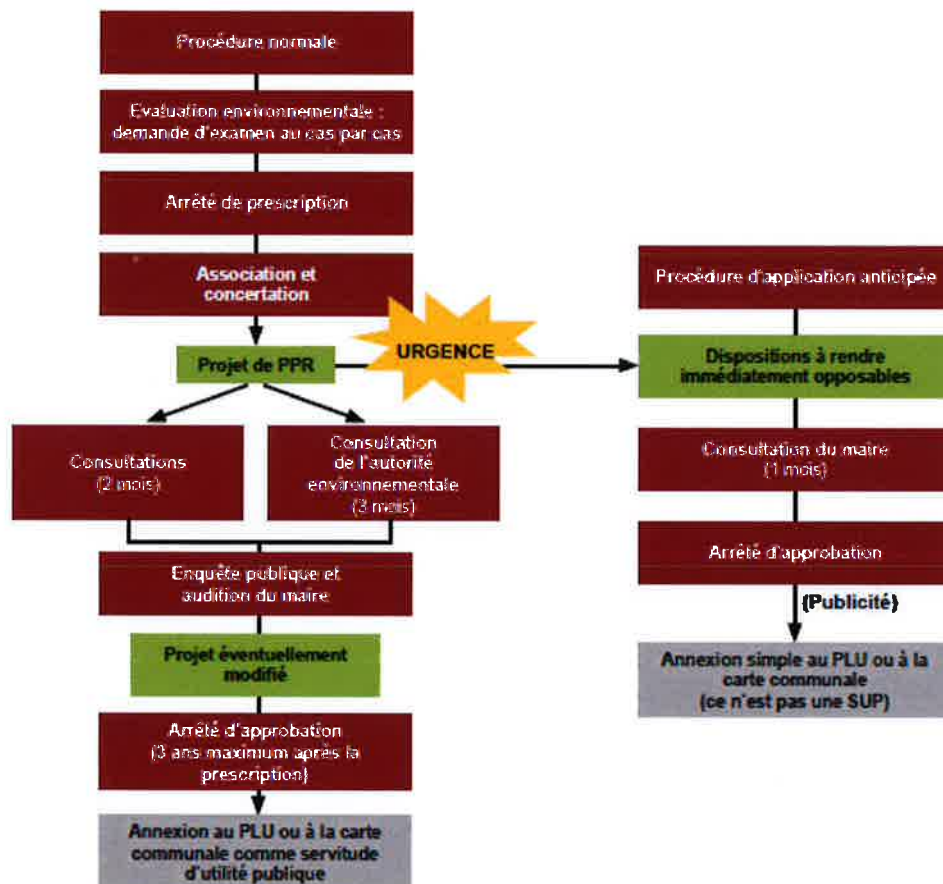 Procédure normale
Evaluation environnementale :
demande d'examen au cas par cas
Arrêté de prescription
Association et
concertation
Projet de PPR
URGENCE
Consultations
(2 mois)
Consultation
de l'autorité
environnementale
(3 mois)
Enquête publique et
audition du maire
Projet éventuellement
modifié
Arrêté d'approbation
(3 ans maximum après la
prescription)
Annexion au PLU ou à la carte
communale comme servitude
d'utilité publique
Procédure d'application anticipée
Dispositions à rendre
immédiatement opposables
Consultation du maire
(1 mois)
Arrêté d'approbation
(Publicité)
Annexion simple au PLU ou à la
carte communale
(ce n'est pas une SUP)